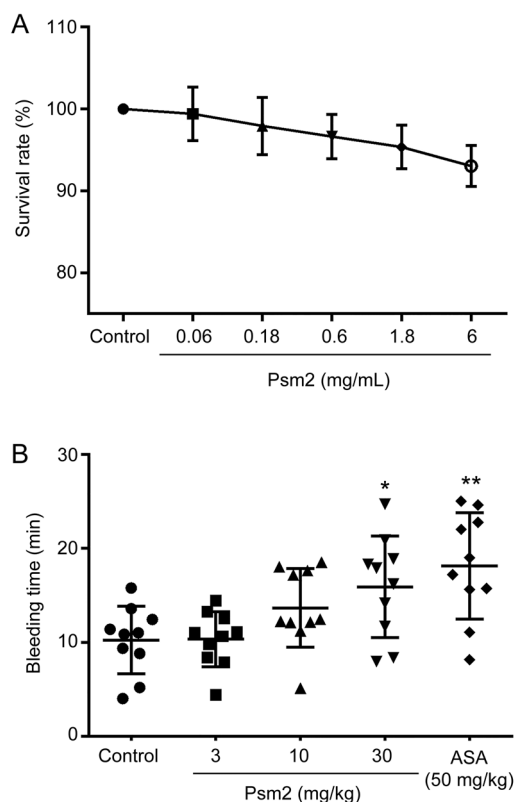 A
110
100
90
80
Survival rate (%)
Control 0.06 0.18 0.6 1.8 6
Psm2 (mg/mL)
B
30
20
10
0
Bleeding time (min)
* **
Control 3 10 30 ASA
(50 mg/kg)
Psm2 (mg/kg)